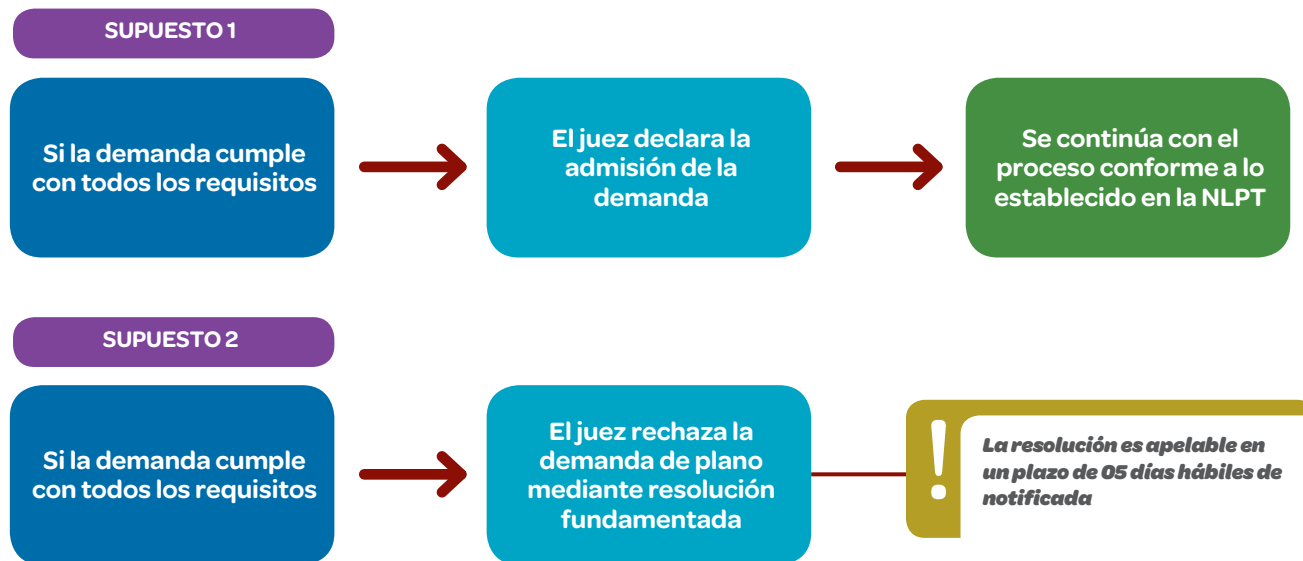 SUPUESTO 1
Si la demanda cumple
con todos los requisitos
El juez declara la
admisión de la
demanda
Se continúa con el
proceso conforme a lo
establecido en la NLPT
SUPUESTO 2
Si la demanda cumple
con todos los requisitos
El juez rechaza la
demanda de plano
mediante resolución
fundamentada
!
La resolución es apelable en
un plazo de 05 días hábiles de
notificada